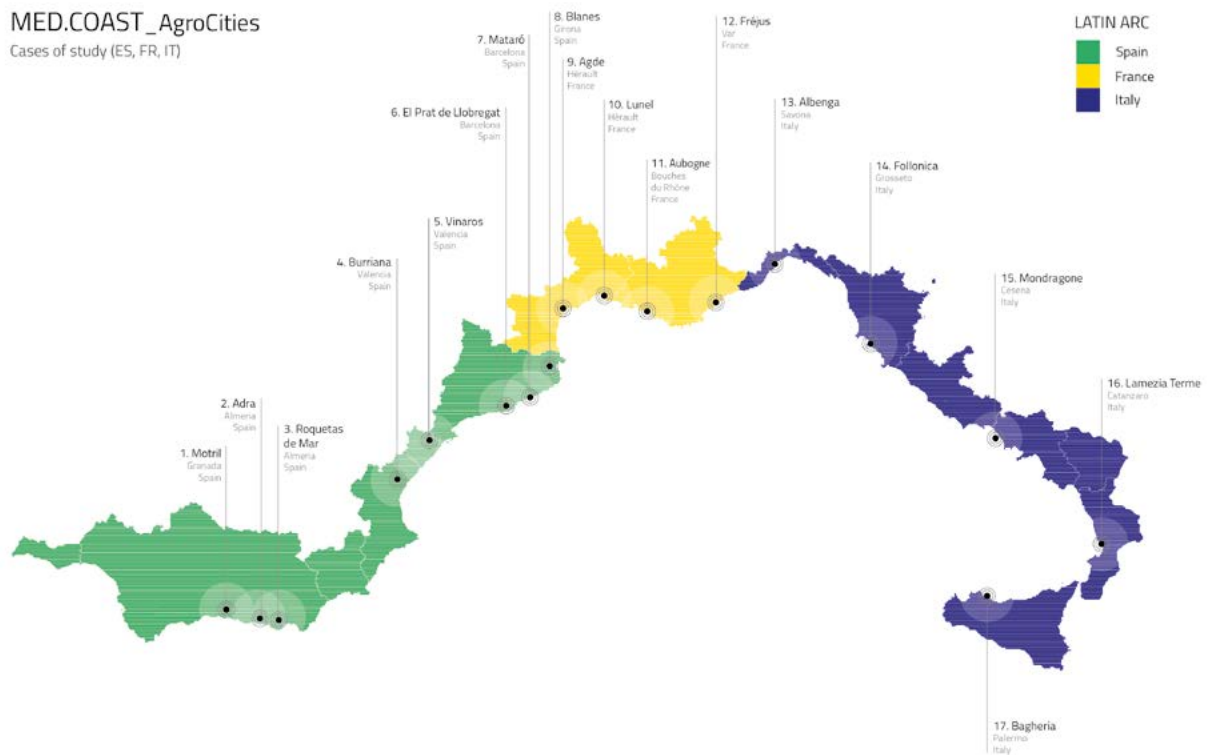 MED.COAST_AgroCities
Cases of study (ES, FR, IT)
LATIN ARC
Spain
France
Italy
1. Motril
Granada
Spain
2. Adra
Almeria
Spain
3. Roquetas
de Mar
Almeria
Spain
4. Burriana
Valencia
Spain
5. Vinaros
Valencia
Spain
6. El Prat de Llobregat
Barcelona
Spain
7. Mataró
Barcelona
Spain
8. Blanes
Girona
Spain
9. Agde
Hérault
France
10. Lunel
Hérault
France
11. Aubogne
Bouches
du Rhône
France
12. Fréjus
Var
France
13. Albenga
Savona
Italy
14. Follonica
Grosseto
Italy
15. Mondragone
Cesena
Italy
16. Lamezia Terme
Catanzaro
Italy
17. Bagheria
Palermo
Italy